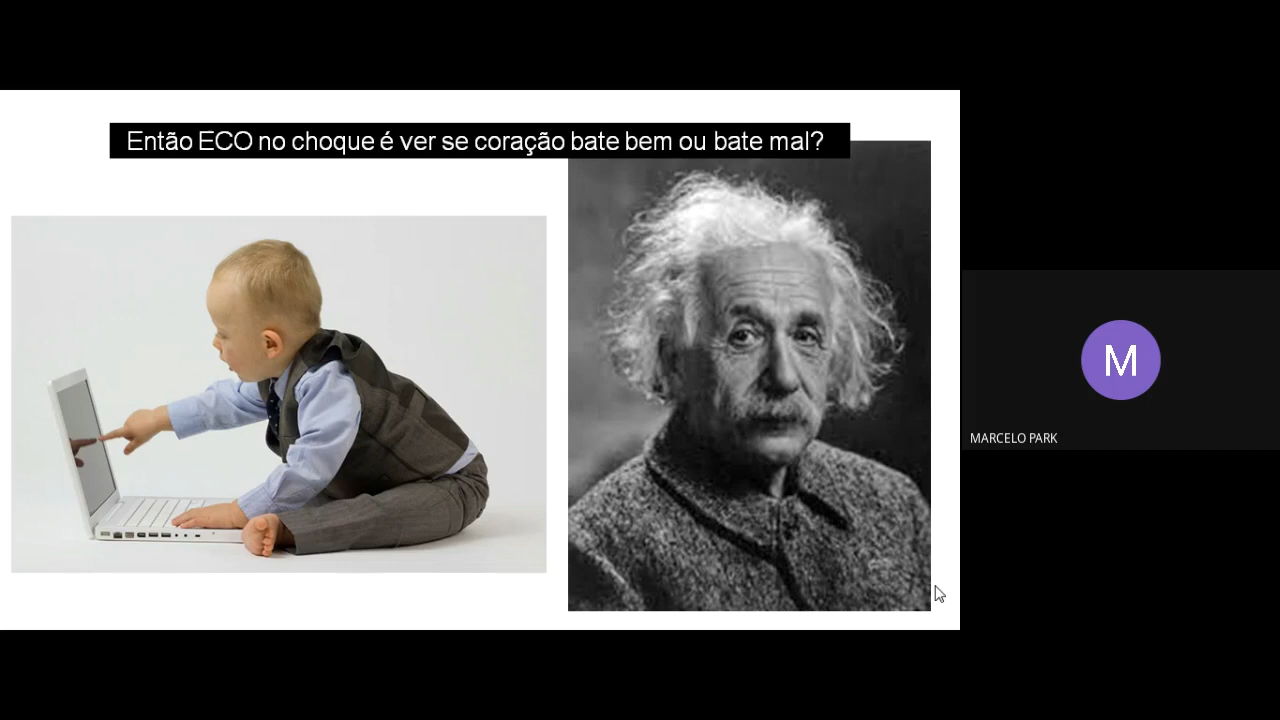 Então ECO no choque é ver se coração bate bem ou bate mal?
M
MARCELO PARK